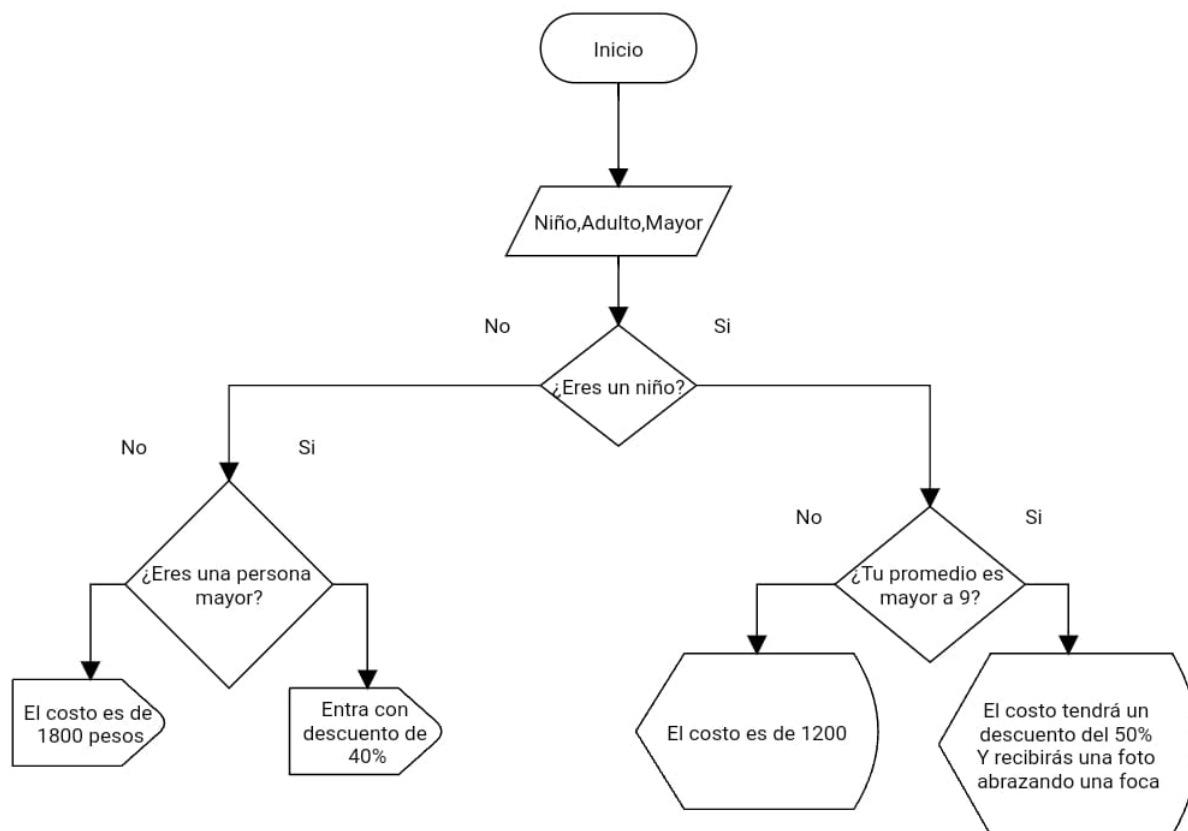 Inicio
Niño,Adulto,Mayor
No
Si
¿Eres un niño?
No
Si
¿Eres una persona
mayor?
El costo es de
1800 pesos
Entra con
descuento de
40%
No
Si
¿Tu promedio es
mayor a 9?
El costo es de 1200
El costo tendrá un
descuento del 50%
Y recibirás una foto
abrazando una foca